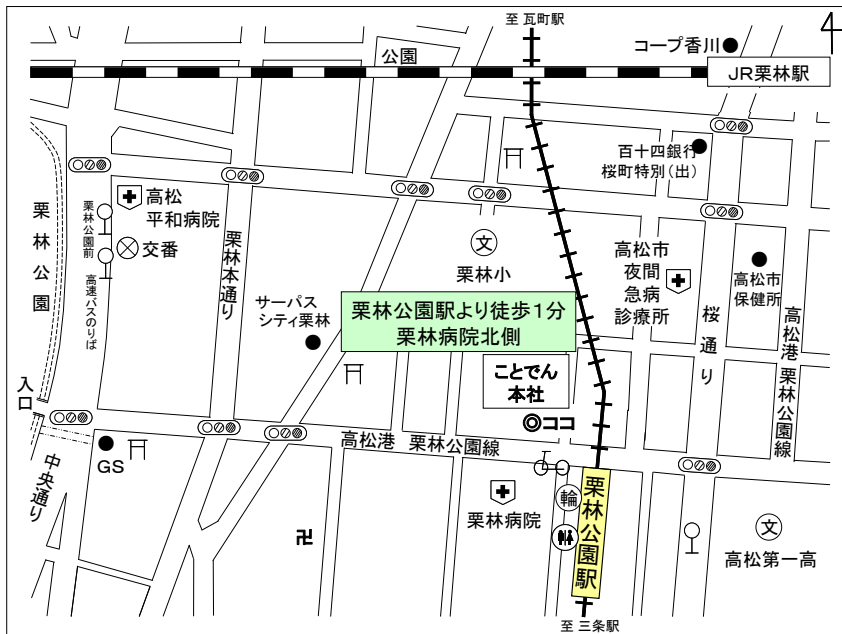 至 瓦町駅
コープ香川
公園
JR栗林駅
百十四銀行
桜町特別(出)
栗林公園
栗林公園前
高松
平和病院
交番
高速バスのりば
栗林本通り
文
栗林小
高松市
夜間
急病
診療所
高松市
保健所
桜通り
高松港 栗林公園線
サーパス
シティ栗林
栗林公園駅より徒歩1分
栗林病院北側
ことでん
本社
ココ
入口
高松港 栗林公園線
GS
中央通り
栗林病院
輪
栗林公園駅
文
高松第一高
至 三条駅